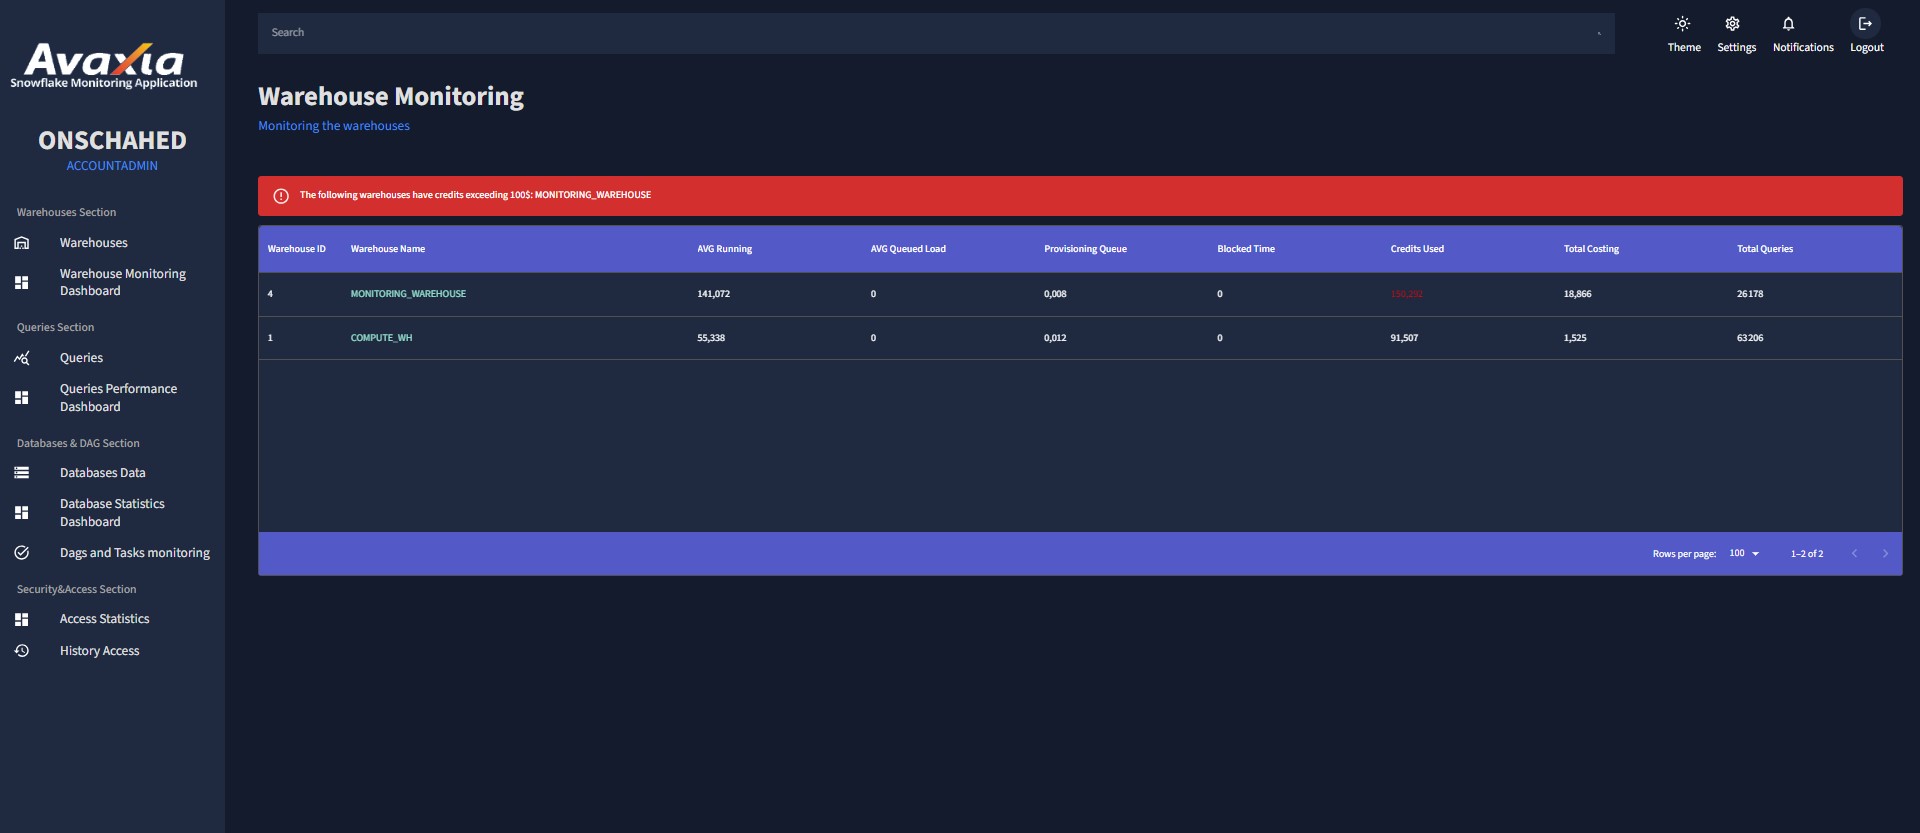 Avaxia
Snowflake Monitoring Application
ONSCHAHED
ACCOUNTADMIN
Warehouses Section
Warehouses
Warehouse Monitoring
Dashboard
Queries Section
Queries
Queries Performance
Dashboard
Databases & DAG Section
Databases Data
Database Statistics
Dashboard
Dags and Tasks monitoring
Security&Access Section
Access Statistics
History Access
Search
Theme Settings Notifications Logout
Warehouse Monitoring
Monitoring the warehouses
The following warehouses have credits exceeding 100$: MONITORING_WAREHOUSE
Warehouse ID Warehouse Name AVG Running AVG Queued Load Provisioning Queue Blocked Time Credits Used Total Costing Total Queries
4 MONITORING_WAREHOUSE 141,072 0 0,008 0 18,866 26 178
1 COMPUTE_WH 55,338 0 0,012 0 91,507 1,525 63 206
Rows per page: 100 1–2 of 2